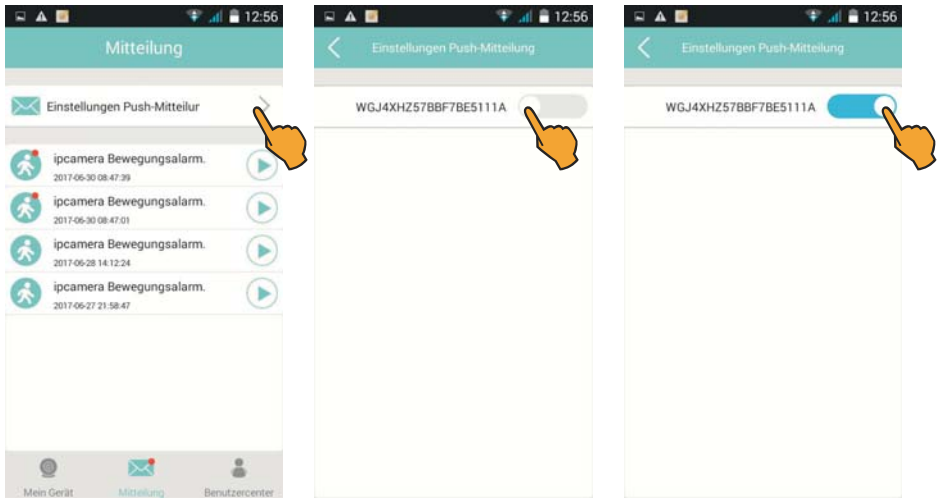 12:56
Mitteilung
Einstellungen Push-Mitteilur
ipcamera Bewegungsalarm.
2017-06-30 08:47:39
ipcamera Bewegungsalarm.
2017-06-30 08:47:01
ipcamera Bewegungsalarm.
2017-06-28 14:12:24
ipcamera Bewegungsalarm.
2017-06-27 21:58:47
Mein Gerät Mitteilung Benutzercenter
12:56
Einstellungen Push-Mitteilung
WGJ4XHZ57BBF7BE5111A
12:56
Einstellungen Push-Mitteilung
WGJ4XHZ57BBF7BE5111A